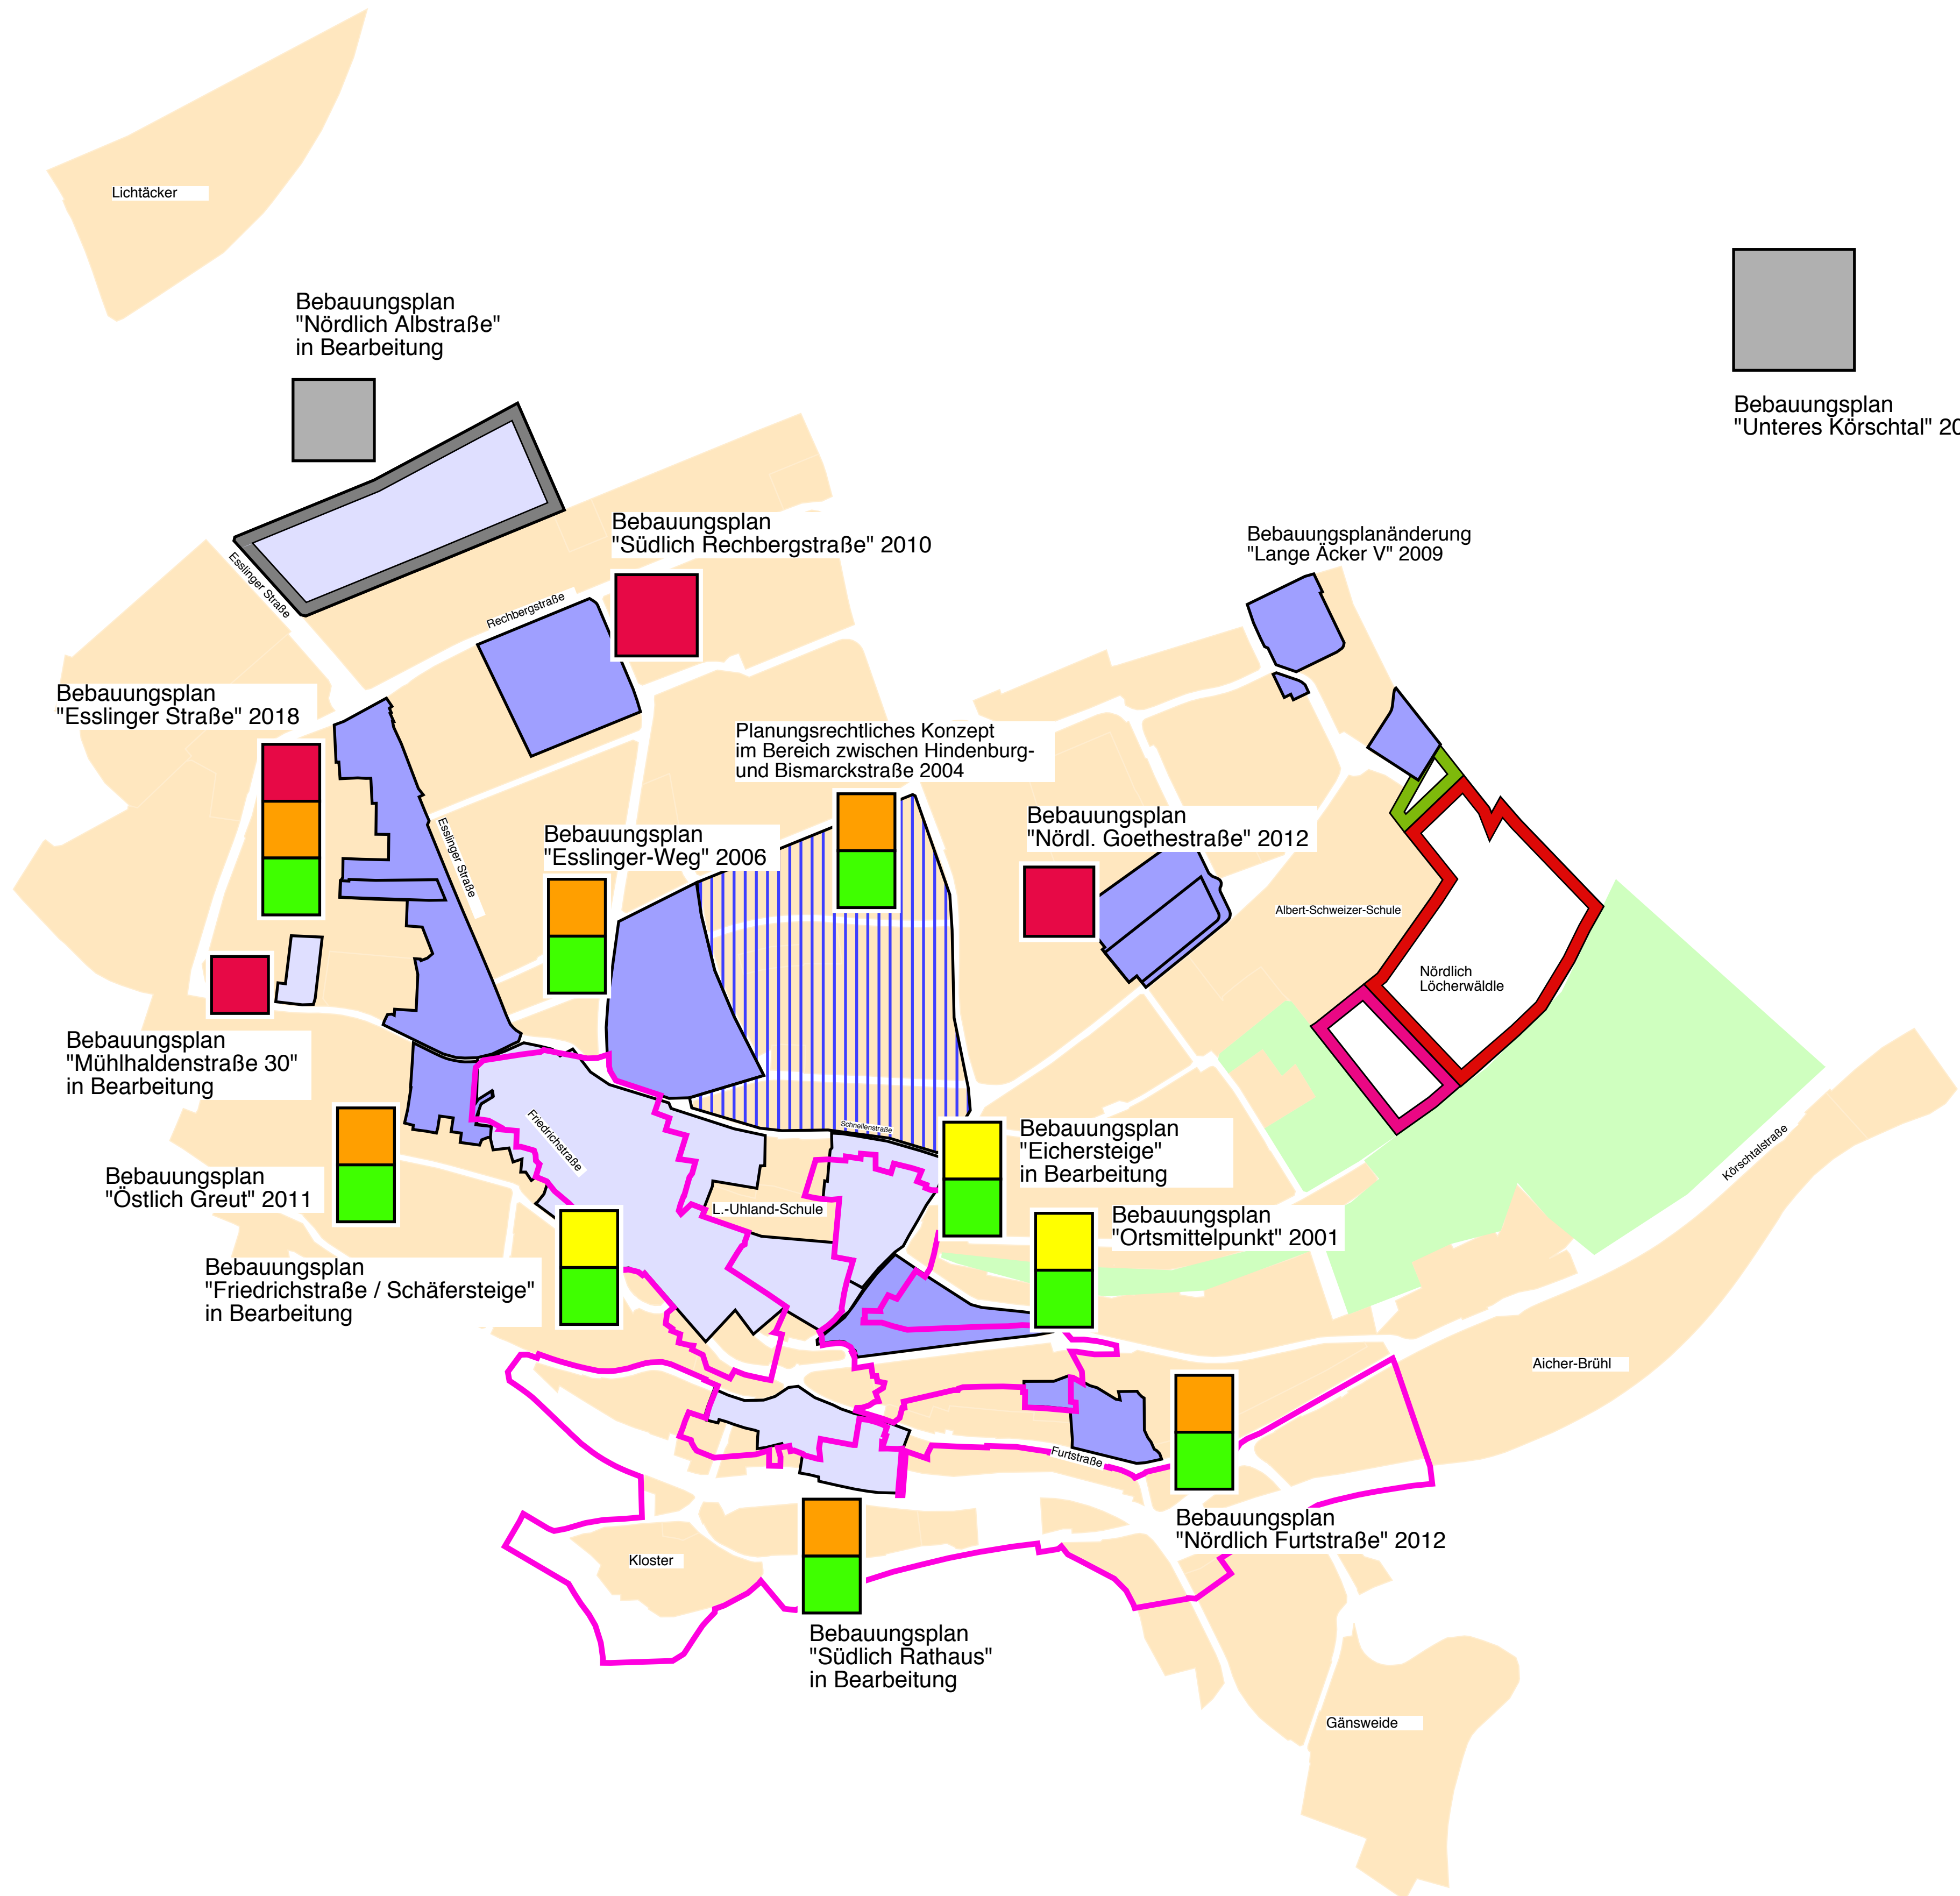 Lichtäcker
Bebauungsplan
"Nördlich Albstraße"
in Bearbeitung
Bebauungsplan
"Unteres Körschtal" 20
Esslinger Straße
Bebauungsplan
"Südlich Rechbergstraße" 2010
Rechbergstraße
Bebauungsplanänderung
"Lange Äcker V" 2009
Bebauungsplan
"Esslinger Straße" 2018
Planungsrechtliches Konzept
im Bereich zwischen Hindenburg-
und Bismarckstraße 2004
Esslinger Straße
Bebauungsplan
"Esslinger-Weg" 2006
Bebauungsplan
"Nördl. Goethestraße" 2012
Albert-Schweizer-Schule
Nördlich
Löcherwäldle
Bebauungsplan
"Mühlhaldenstraße 30"
in Bearbeitung
Friedrichstraße
Schnellenstraße
Bebauungsplan
"Eichersteige"
in Bearbeitung
Körschtalstraße
Bebauungsplan
"Östlich Greut" 2011
L.-Uhland-Schule
Bebauungsplan
"Ortsmittelpunkt" 2001
Bebauungsplan
"Friedrichstraße / Schäfersteige"
in Bearbeitung
Aicher-Brühl
Furtstraße
Bebauungsplan
"Nördlich Furtstraße" 2012
Kloster
Bebauungsplan
"Südlich Rathaus"
in Bearbeitung
Gänsweide